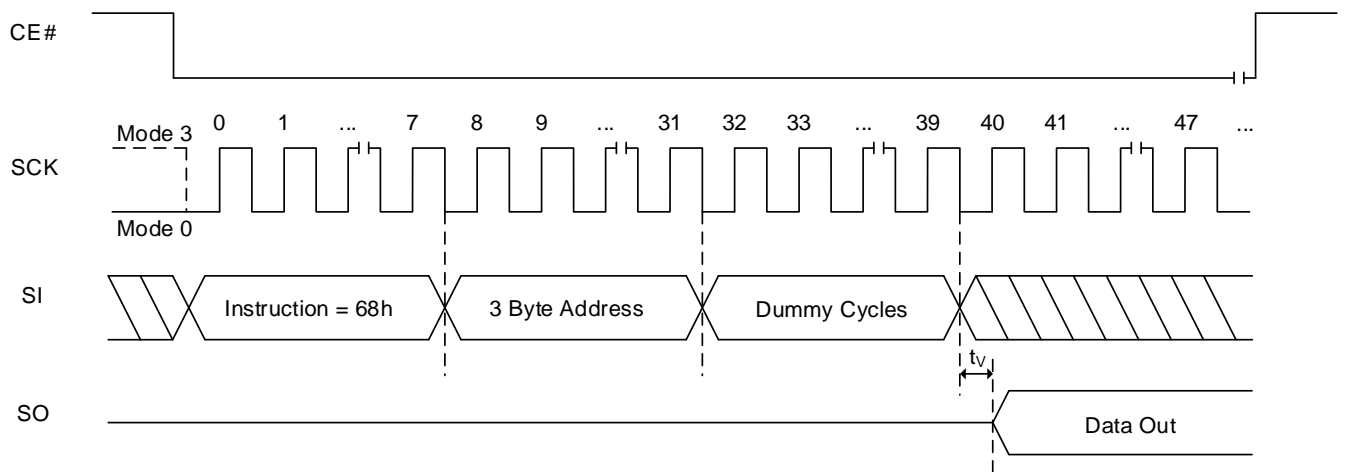 CE#
0 1 ... 7 8 9 ... 31 32 33 ... 39 40 41 ... 47 ...
Mode 3
SCK
Mode 0
SI
Instruction = 68h
3 Byte Address
Dummy Cycles
tV
SO
Data Out